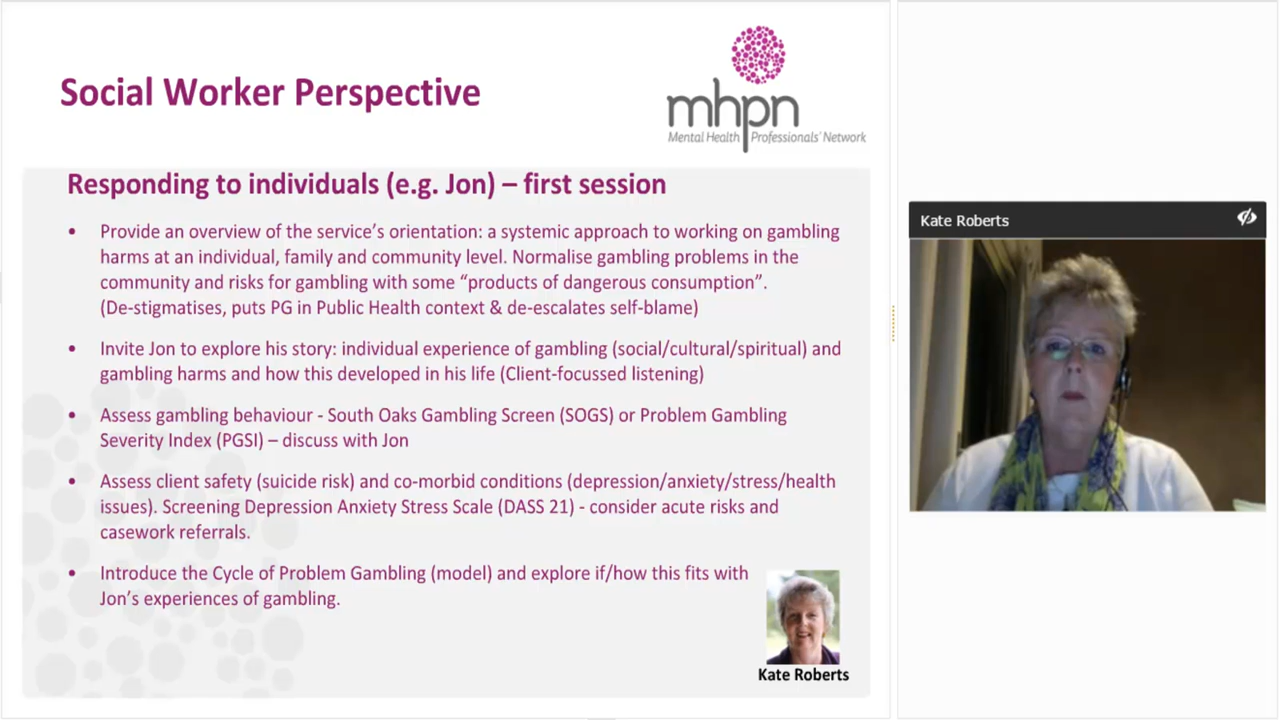 Social Worker Perspective
mhpn
Mental Health Professionals' Network
Responding to individuals (e.g. Jon) – first session
• Provide an overview of the service's orientation: a systemic approach to working on gambling
harms at an individual, family and community level. Normalise gambling problems in the
community and risks for gambling with some “products of dangerous consumption”.
(De-stigmatises, puts PG in Public Health context & de-escalates self-blame)
• Invite Jon to explore his story: individual experience of gambling (social/cultural/spiritual) and
gambling harms and how this developed in his life (Client-focussed listening)
• Assess gambling behaviour - South Oaks Gambling Screen (SOGS) or Problem Gambling
Severity Index (PGSI) – discuss with Jon
• Assess client safety (suicide risk) and co-morbid conditions (depression/anxiety/stress/health
issues). Screening Depression Anxiety Stress Scale (DASS 21) - consider acute risks and
casework referrals.
• Introduce the Cycle of Problem Gambling (model) and explore if/how this fits with
Jon's experiences of gambling.
Kate Roberts
Kate Roberts